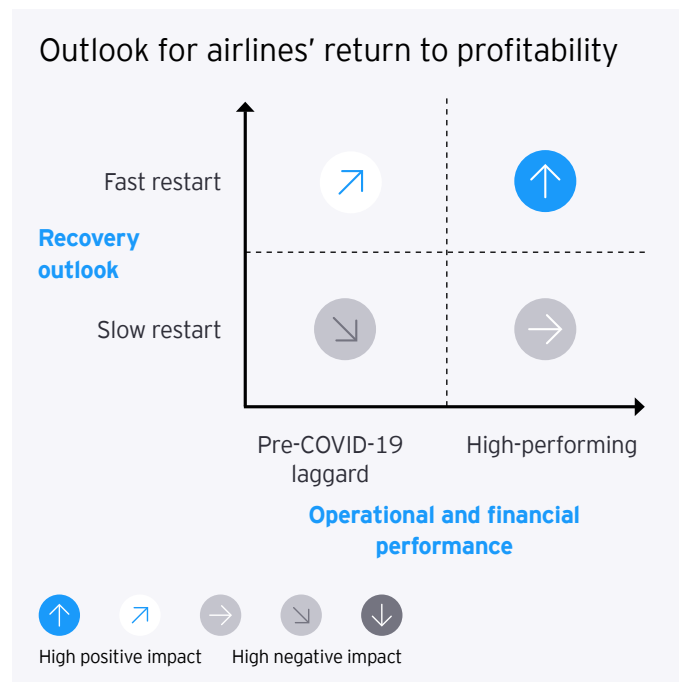 Outlook for airlines’ return to profitability
Fast restart
Recovery
outlook
Slow restart
Pre-COVID-19
laggard
High-performing
Operational and financial
performance
High positive impact
High negative impact